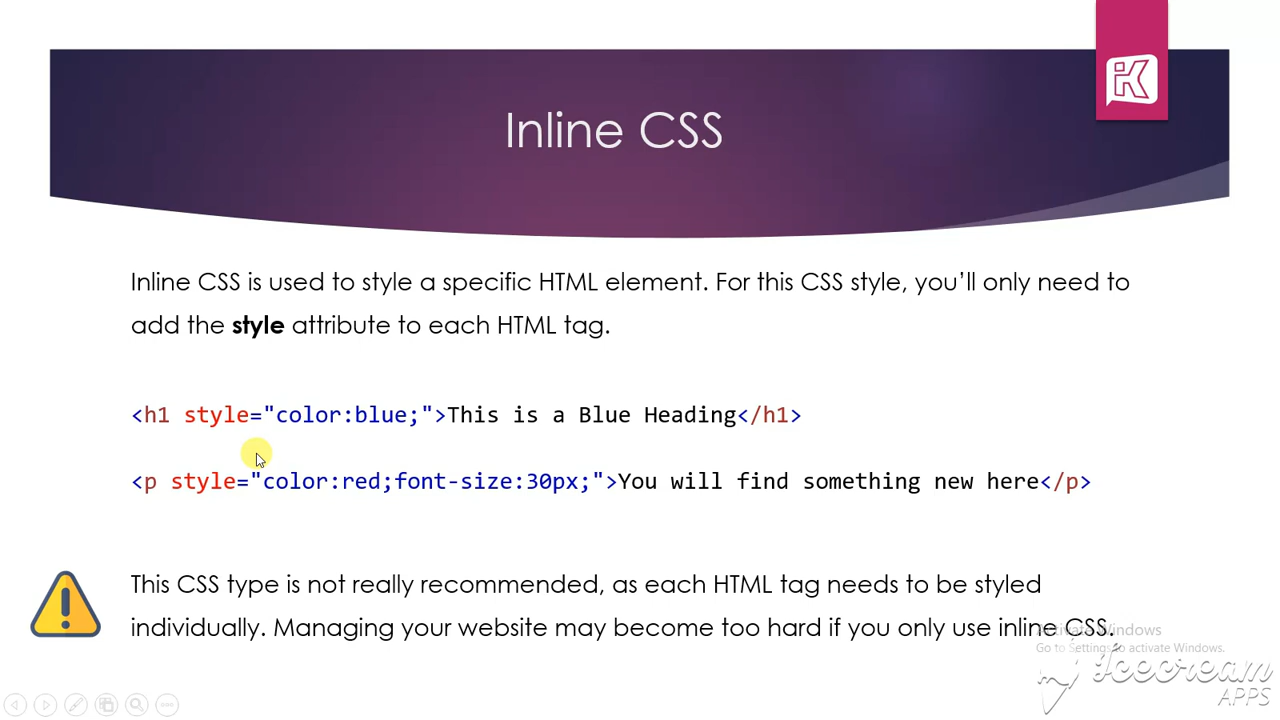 Inline CSS
Inline CSS is used to style a specific HTML element. For this CSS style, you’ll only need to
add the style attribute to each HTML tag.
<h1 style="color:blue;">This is a Blue Heading</h1>
<p style="color:red;font-size:30px;">You will find something new here</p>
This CSS type is not really recommended, as each HTML tag needs to be styled
individually. Managing your website may become too hard if you only use inline CSS.
Activate Windows
Go to Settings to activate Windows.
Icecream
APPS